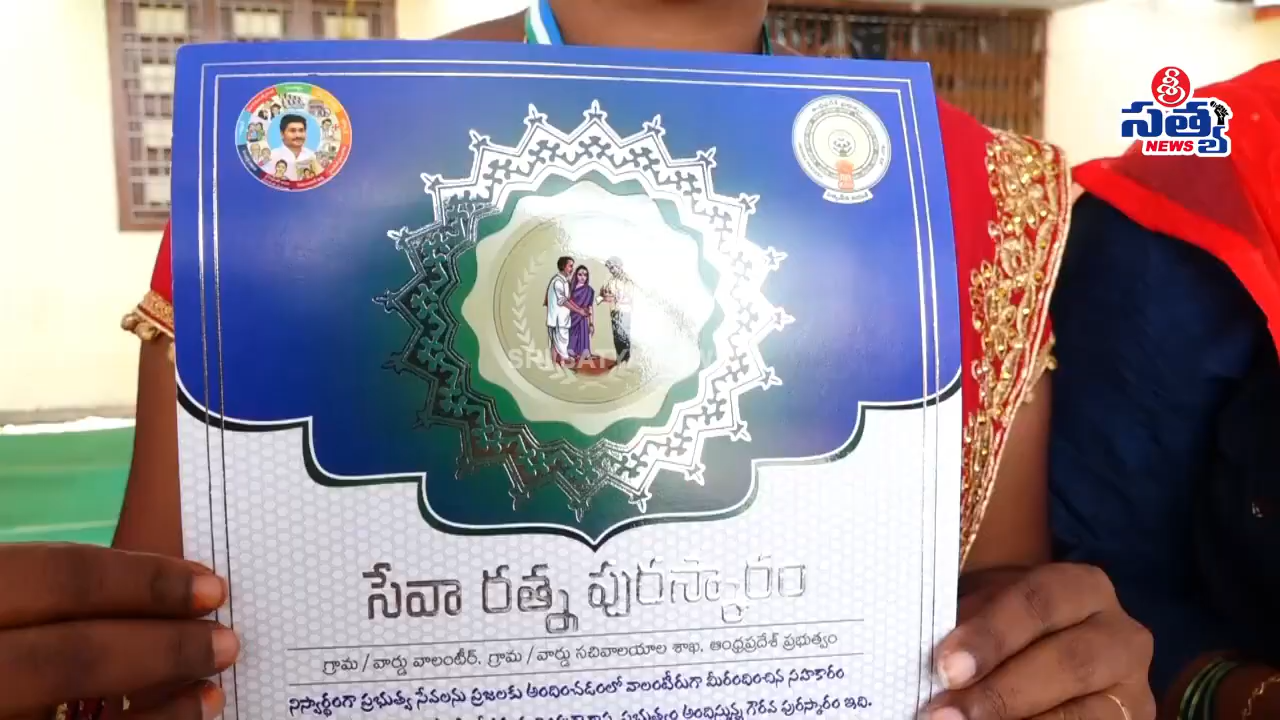 శ్రీ
సత్య
NEWS
సేవా రత్న పురస్కారం
గ్రామ / వార్డు వాలంటీర్, గ్రామ / వార్డు సచివాలయాల శాఖ, ఆంధ్రప్రదేశ్ ప్రభుత్వం
నిస్వార్థంగా ప్రభుత్వ సేవలను ప్రజలకు అందించడంలో వాలంటీరుగా మీరందించిన సహకారం
ప్రభుత్వం అందిస్తున్న గౌరవ పురస్కారం ఇది.